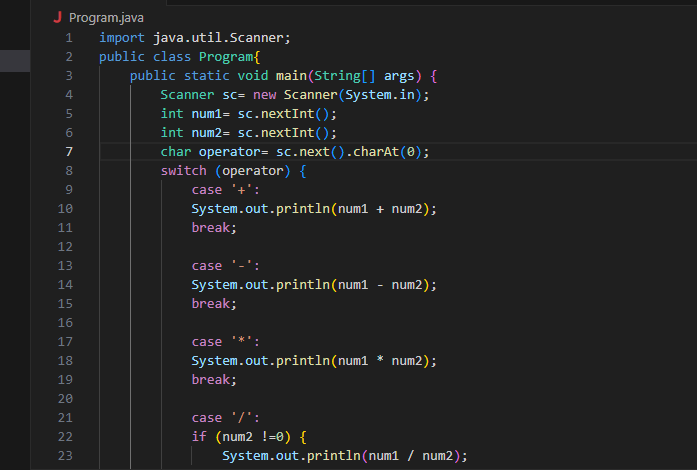 J Program.java
1 import java.util.Scanner;
2 public class Program{
3 public static void main(String[] args) {
4 Scanner sc= new Scanner(System.in);
5 int num1= sc.nextInt();
6 int num2= sc.nextInt();
7 char operator= sc.next().charAt(0);
8 switch (operator) {
9 case '+':
10 System.out.println(num1 + num2);
11 break;
12
13 case '-':
14 System.out.println(num1 - num2);
15 break;
16
17 case '*':
18 System.out.println(num1 * num2);
19 break;
20
21 case '/':
22 if (num2 !=0) {
23 System.out.println(num1 / num2);